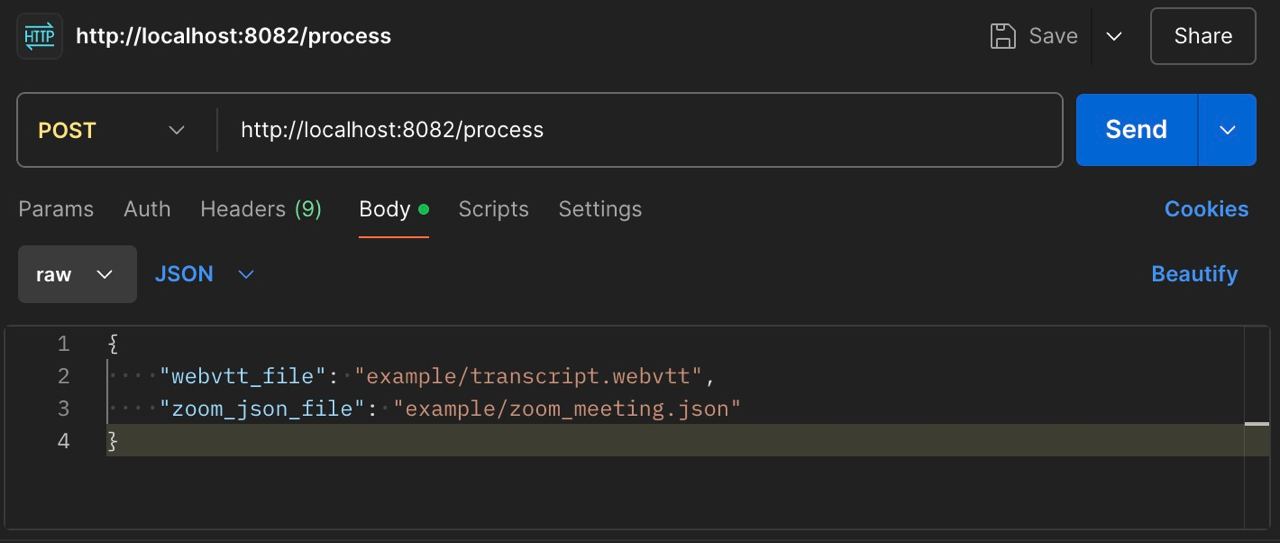 HTTP http://localhost:8082/process Save Share
POST http://localhost:8082/process Send
Params Auth Headers (9) Body Scripts Settings Cookies
raw JSON Beautify
1 {
2 "webvtt_file": "example/transcript.webvtt",
3 "zoom_json_file": "example/zoom_meeting.json"
4 }